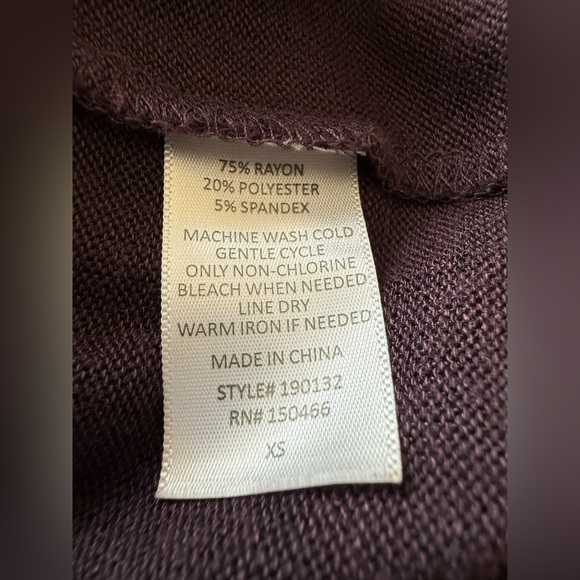 75% RAYON
20% POLYESTER
5% SPANDEX
MACHINE WASH COLD
GENTLE CYCLE
ONLY NON-CHLORINE
BLEACH WHEN NEEDED
LINE DRY
WARM IRON IF NEEDED
MADE IN CHINA
STYLE# 190132
RN# 150466
XS